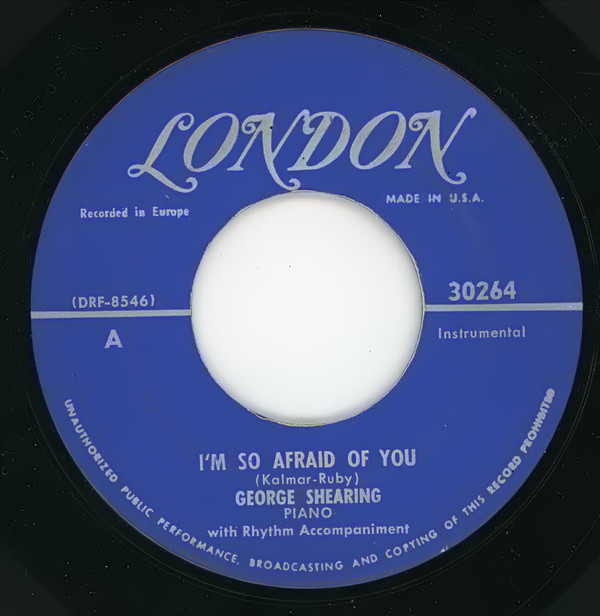 LONDON
Recorded in Europe
MADE IN U.S.A.
(DRF-8546)
30264
A
Instrumental
I'M SO AFRAID OF YOU
(Kalmar-Ruby)
GEORGE SHEARING
PIANO
with Rhythm Accompaniment
UNAUTHORIZED PUBLIC PERFORMANCE, BROADCASTING AND COPYING OF THIS RECORD PROHIBITED